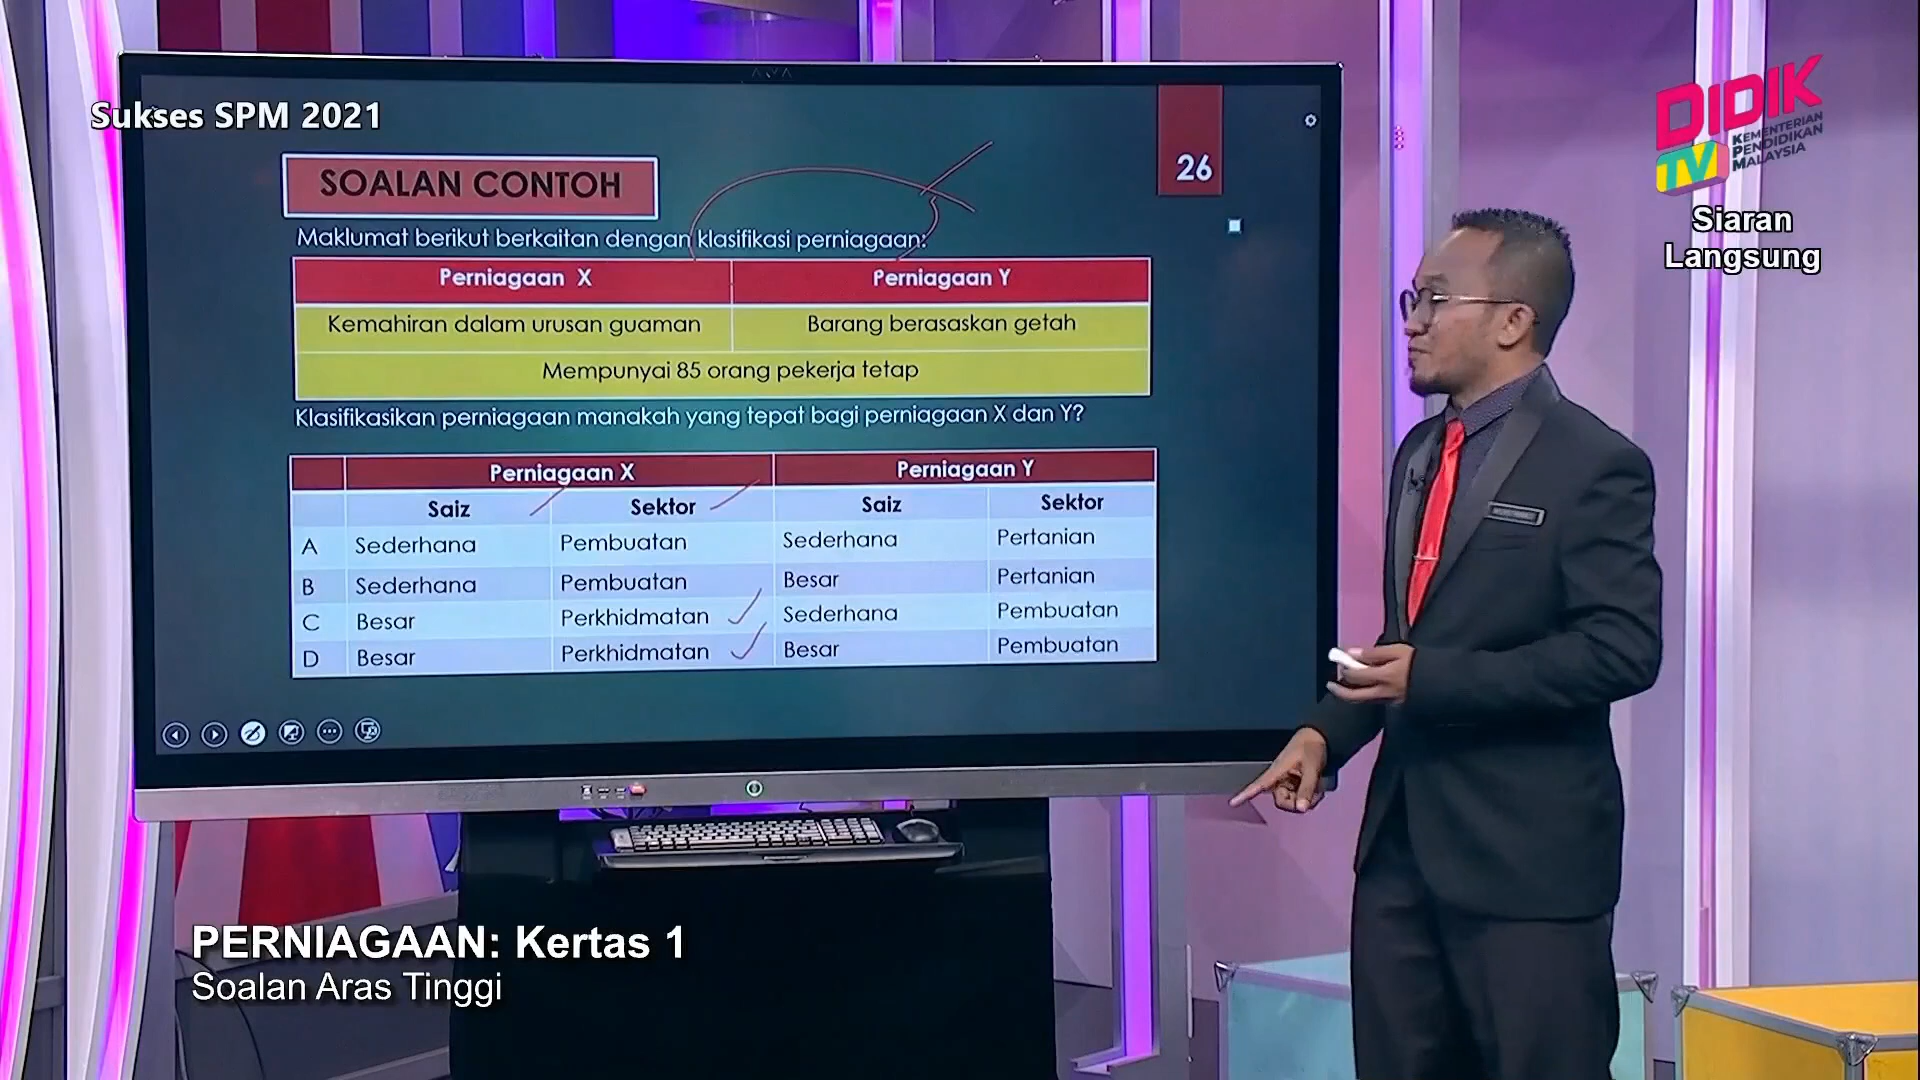 Sukses SPM 2021
DIDIK
TV
KEMENTERIAN
PENDIDIKAN
MALAYSIA
Siaran
Langsung
26
SOALAN CONTOH
Maklumat berikut berkaitan dengan klasifikasi perniagaan:
Perniagaan X Perniagaan Y
Kemahiran dalam urusan guaman Barang berasaskan getah
Mempunyai 85 orang pekerja tetap
Klasifikasikan perniagaan manakah yang tepat bagi perniagaan X dan Y?
Perniagaan X Perniagaan Y
Saiz Sektor Saiz Sektor
A Sederhana Pembuatan Sederhana Pertanian
B Sederhana Pembuatan Besar Pertanian
C Besar Perkhidmatan Sederhana Pembuatan
D Besar Perkhidmatan Besar Pembuatan
PERNIAGAAN: Kertas 1
Soalan Aras Tinggi